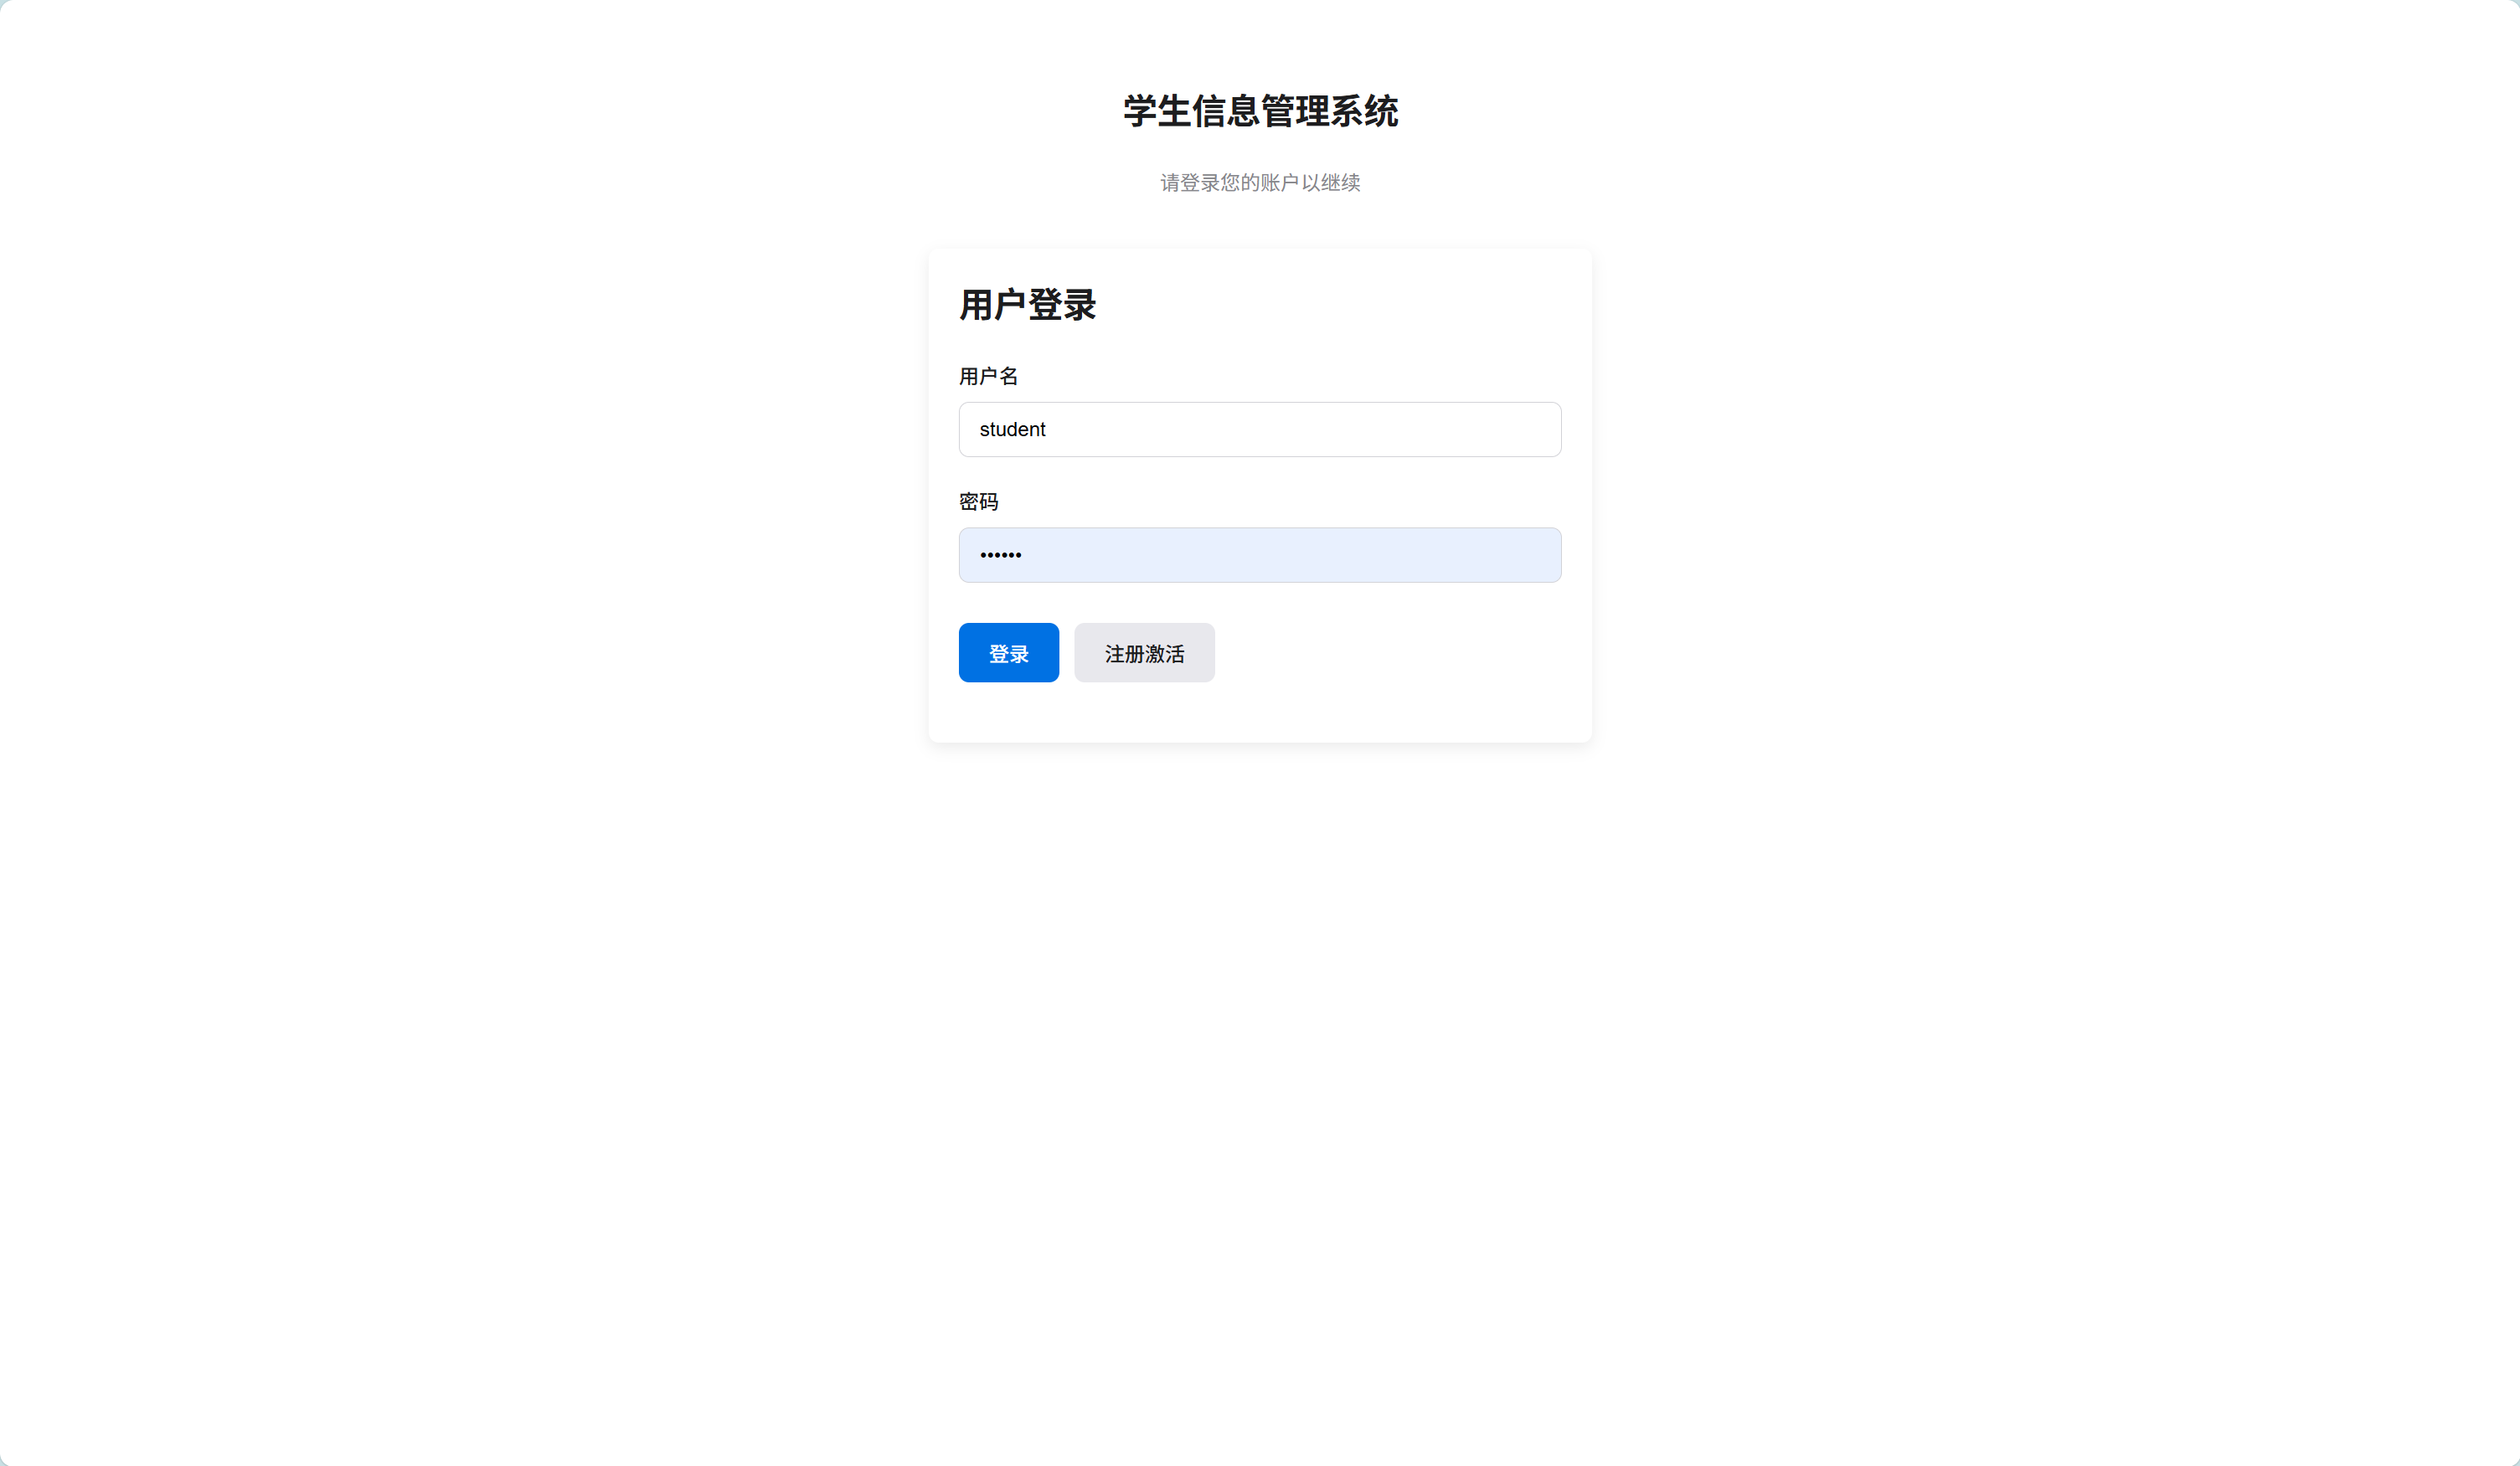 学生信息管理系统
请登录您的账户以继续
用户登录
用户名
student
密码
••••••
登录 注册激活